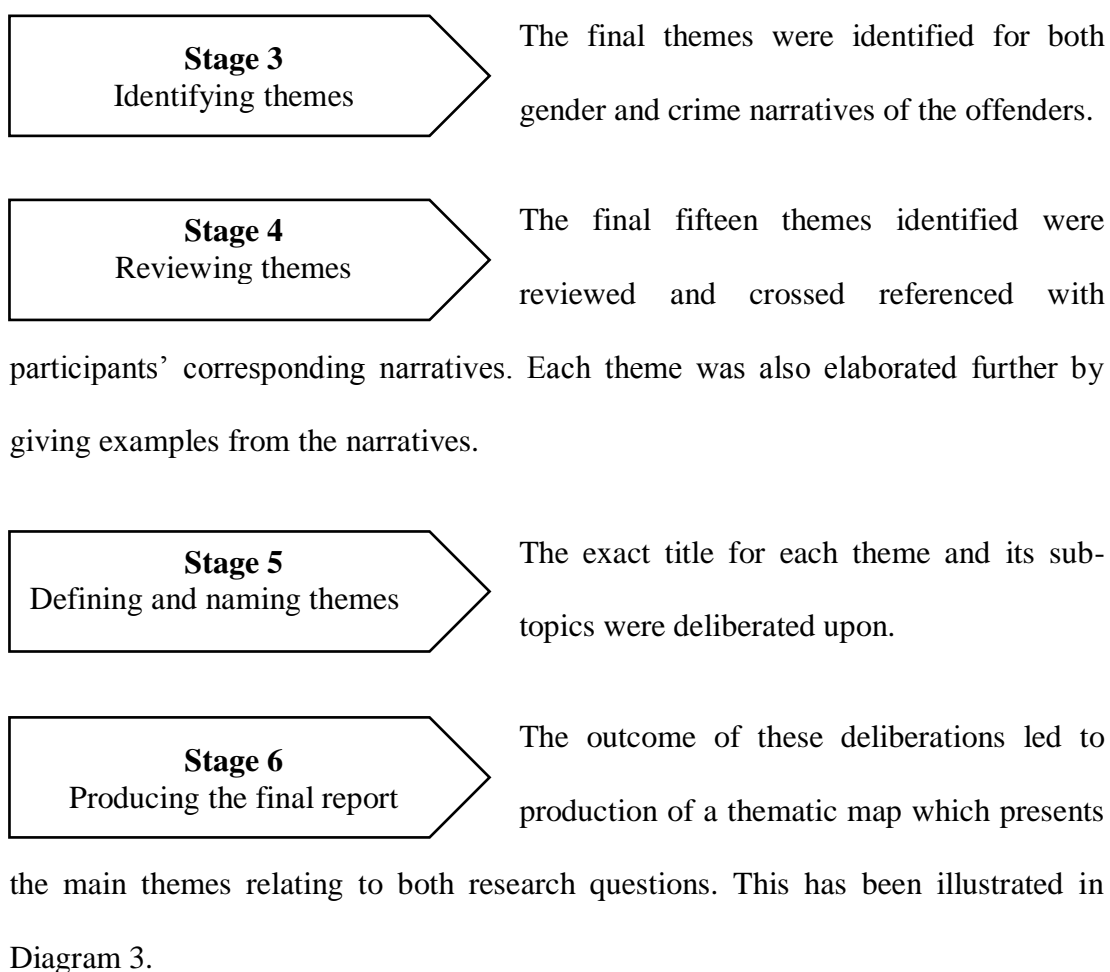 Stage 3
Identifying themes
The final themes were identified for both
gender and crime narratives of the offenders.
Stage 4
Reviewing themes
The final fifteen themes identified were
reviewed and crossed referenced with
participants’ corresponding narratives. Each theme was also elaborated further by
giving examples from the narratives.
Stage 5
Defining and naming themes
The exact title for each theme and its sub-
topics were deliberated upon.
Stage 6
Producing the final report
The outcome of these deliberations led to
production of a thematic map which presents
the main themes relating to both research questions. This has been illustrated in
Diagram 3.